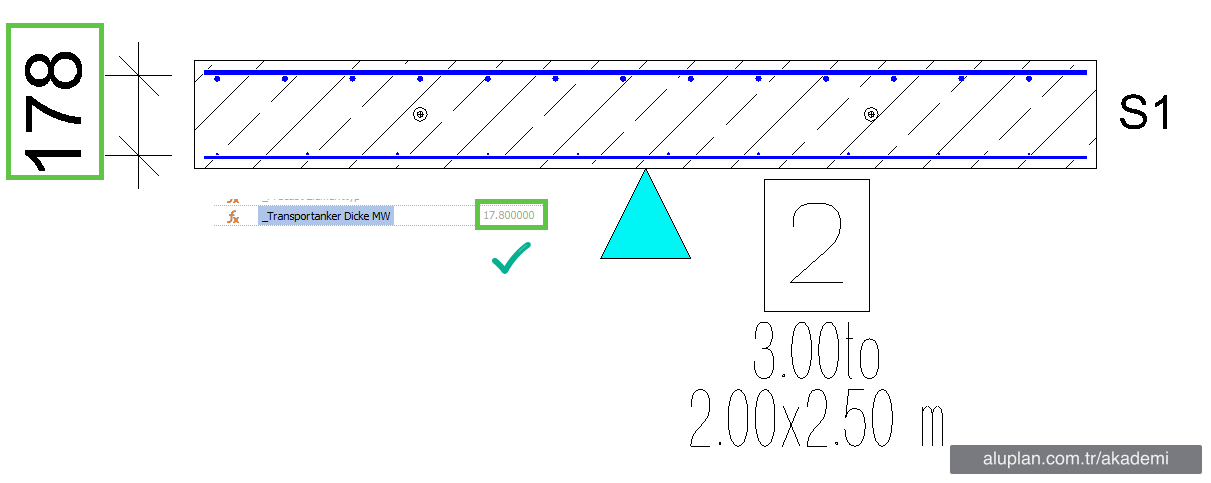 178
S1
_Transportanker Dicke MW 17.800000
2
3.00to
2.00x2.50 m
aluplan.com.tr/akademi